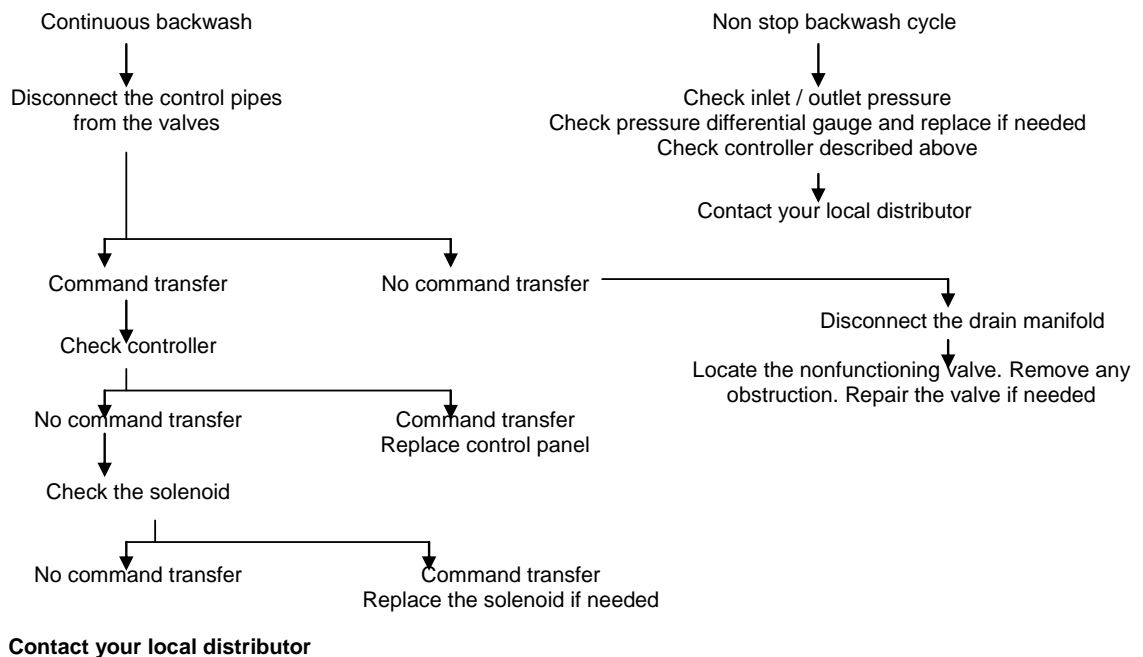 Continuous backwash
Non stop backwash cycle
Disconnect the control pipes
from the valves
Check inlet / outlet pressure
Check pressure differential gauge and replace if needed
Check controller described above
Contact your local distributor
Command transfer
No command transfer
Disconnect the drain manifold
Check controller
Locate the nonfunctioning valve. Remove any
obstruction. Repair the valve if needed
No command transfer
Command transfer
Replace control panel
Check the solenoid
No command transfer
Command transfer
Replace the solenoid if needed
Contact your local distributor